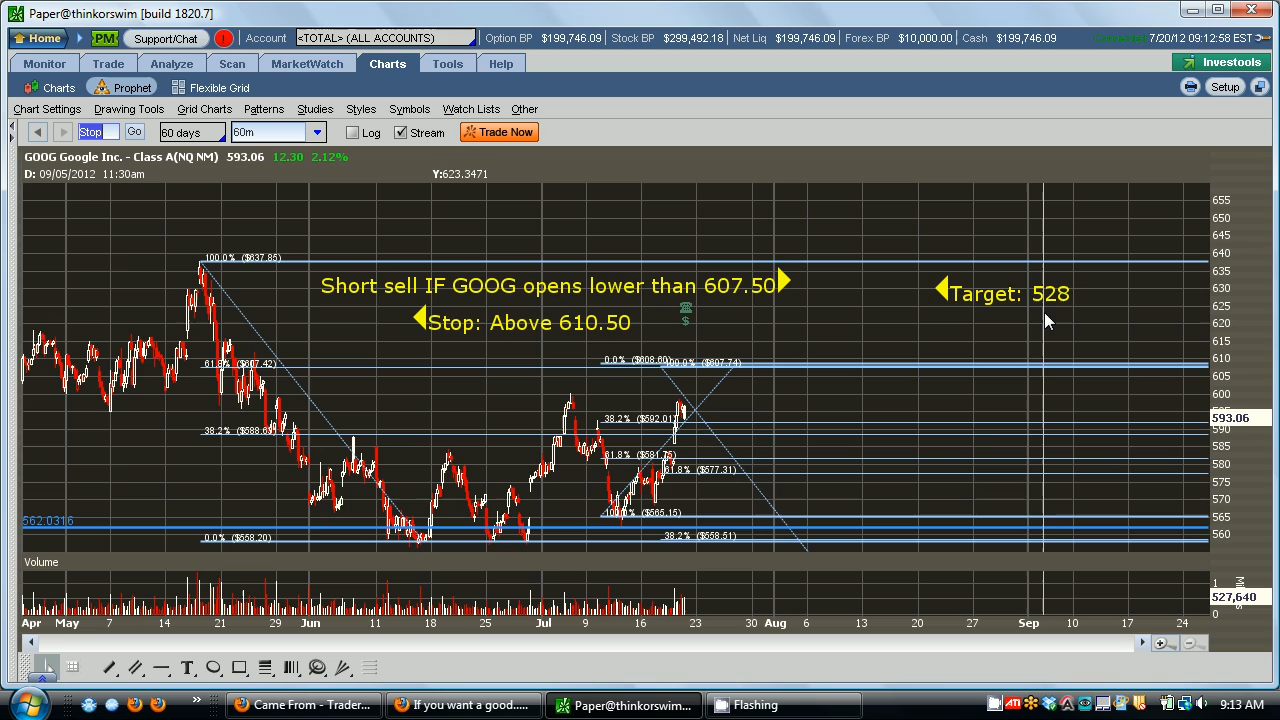 Paper@thinkorswim [build 1820.7]
Home PM Support/Chat ! Account <TOTAL> (ALL ACCOUNTS) Option BP $199,746.09 Stock BP $299,492.18 Net Liq $199,746.09 Forex BP $10,000.00 Cash $199,746.09 Connected 7/20/12 09:12:58 EST
Monitor Trade Analyze Scan MarketWatch Charts Tools Help Investools
Charts Prophet Flexible Grid Setup
Chart Settings Drawing Tools Grid Charts Patterns Studies Styles Symbols Watch Lists Other
Stop Go 60 days 60m Log Stream Trade Now
GOOG Google Inc. - Class A(NQ NM) 593.06 12.30 2.12%
D: 09/05/2012 11:30am Y:623.3471
655
650
645
640
635
630
625
620
615
610
605
600
593.06
590
585
580
575
570
565
560
100.0% ($637.85)
Short sell IF GOOG opens lower than 607.50
Target: 528
Stop: Above 610.50
$
0.0% ($608.60)
100.0% ($607.74)
61.8% ($607.42)
38.2% ($592.01)
38.2% ($588.63)
61.8% ($581.75)
61.8% ($577.31)
100.0% ($565.15)
562.0316
38.2% ($558.51)
0.0% ($558.20)
Volume
1
527,640
0
Apr May 7 14 21 29 Jun 11 18 25 Jul 9 16 23 30 Aug 6 13 20 27 Sep 10 17 24
T
Came From - Trader... If you want a good..... Paper@thinkorswim... Flashing ATI 9:13 AM